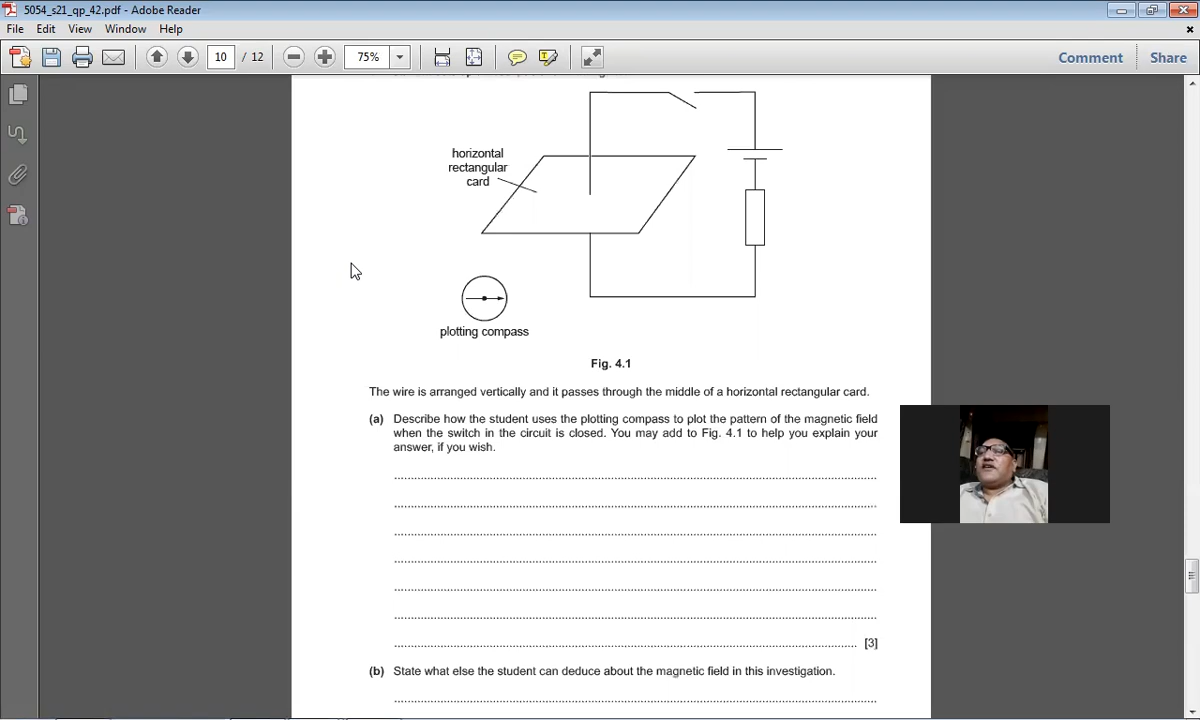 5054_s21_qp_42.pdf - Adobe Reader
File Edit View Window Help
10 / 12 75% Comment Share
horizontal
rectangular
card
plotting compass
Fig. 4.1
The wire is arranged vertically and it passes through the middle of a horizontal rectangular card.
(a) Describe how the student uses the plotting compass to plot the pattern of the magnetic field
when the switch in the circuit is closed. You may add to Fig. 4.1 to help you explain your
answer, if you wish.
[3]
(b) State what else the student can deduce about the magnetic field in this investigation.